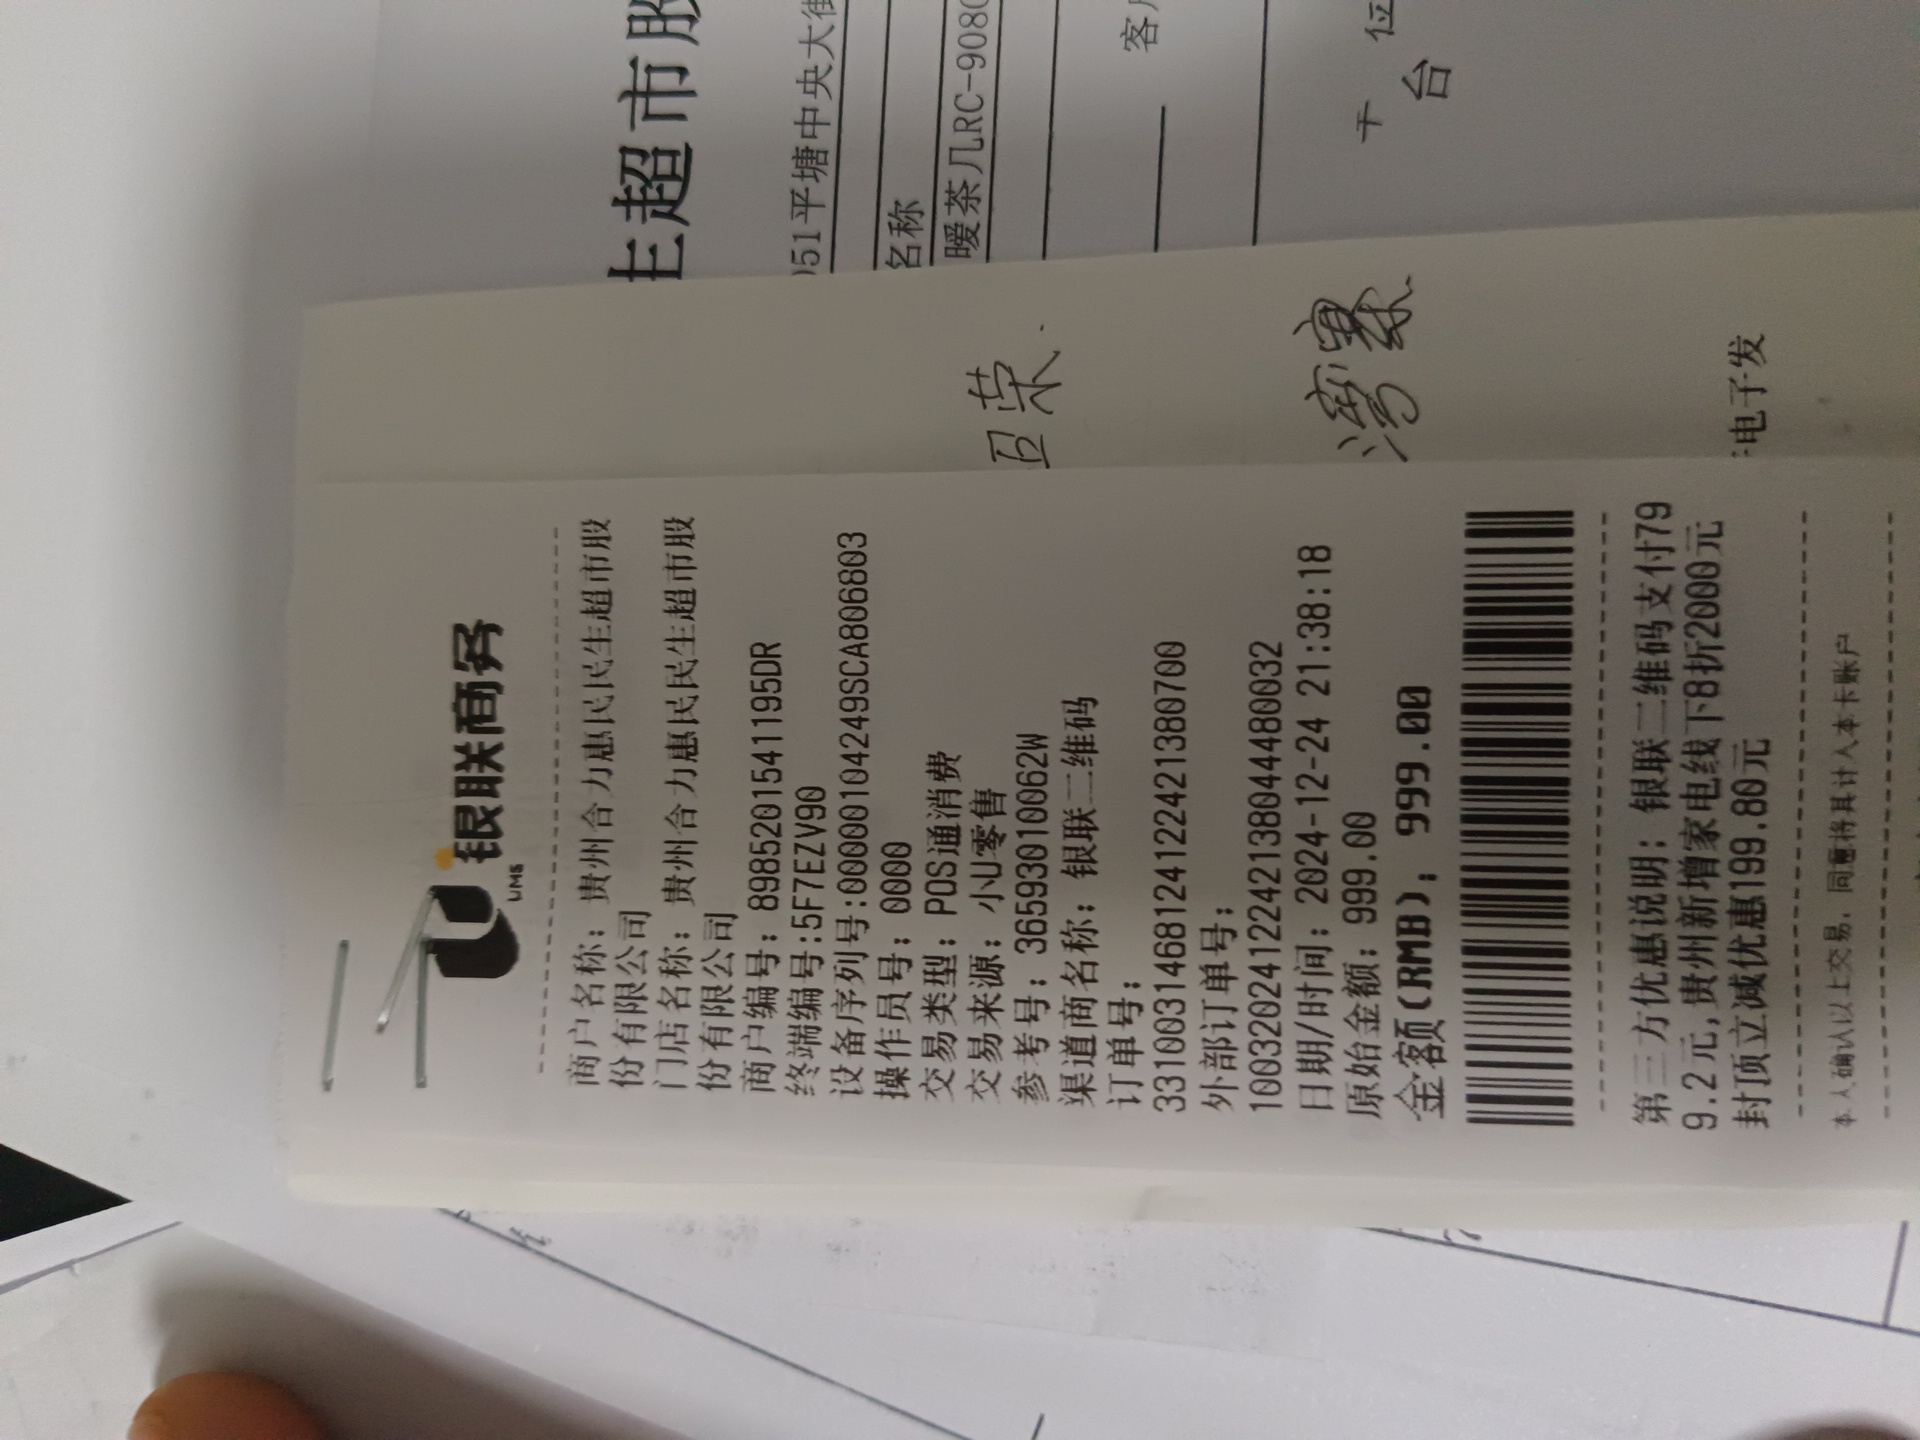 银联商务
UMS
商户名称：贵州合力惠民民生超市股
份有限公司
门店名称：贵州合力惠民民生超市股
份有限公司
商户编号：8985201541195DR
终端编号:5F7EZV90
设备序列号:00000104249SCA806803
操作员号：0000
交易类型：POS通消费
交易来源：小U零售
参考号：36593010062W
渠道商名称：银联二维码
订单号：
33100314681241224213​80700
外部订单号：
10032024122421380444480032
日期/时间：2024-12-24 21:38:18
原始金额：999.00
金额(RMB)：999.00
第三方优惠说明：银联二维码支付79
9.2元,贵州新增家电线下8折2000元
封顶立减优惠199.80元
本人确认以上交易，同意将其计入本卡账户
超市股
051平塘中央大街
名称
暖茶几RC-908
客户
台
位
电子发